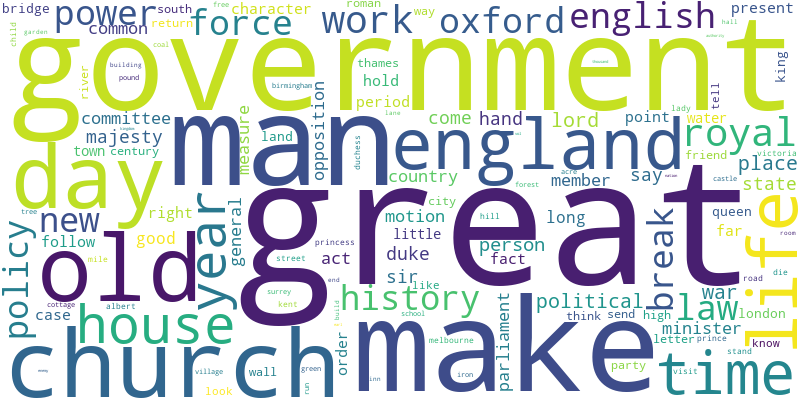 bridge power south free character work way oxford roman english present
common force return hall
child garden coal river building pound birmingham thames hold period king tell
government
committee majesty town century measure land opposition come hand lord point lady water royal friend victoria
day man england
country member say place state
great
new right good follow general city motion little duke sir like act fact person long hill forest acre castle queen far road room
policy old year life
case street princess surrey kent history political break law war london
house order parliament think send high minister letter prince know
church make time
look wall village run green albert cottage mile tree melbourne school inn iron party visit stand die end build